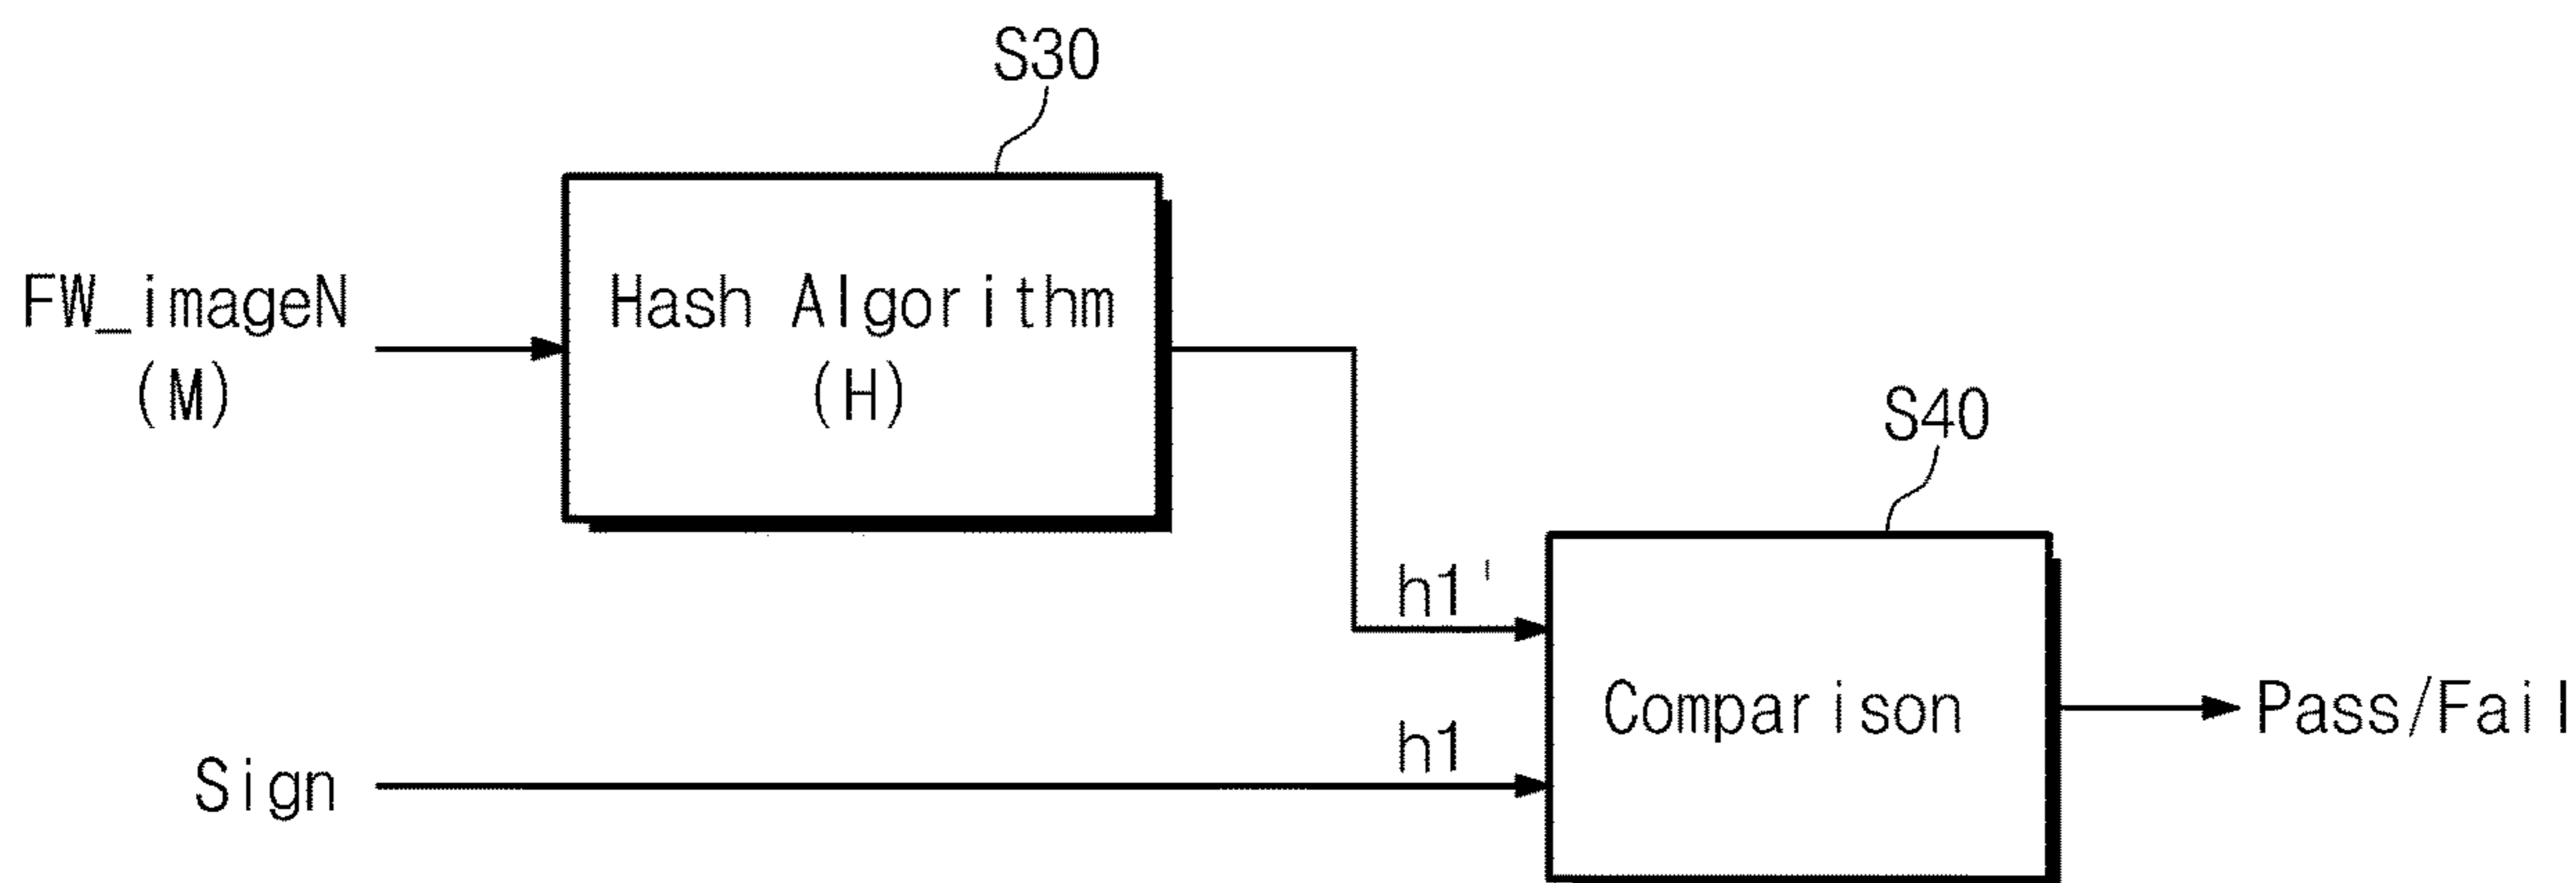 S30
FW_imageN
(M)
Hash Algorithm
(H)
S40
h1'
Comparison
Pass/Fail
h1
Sign